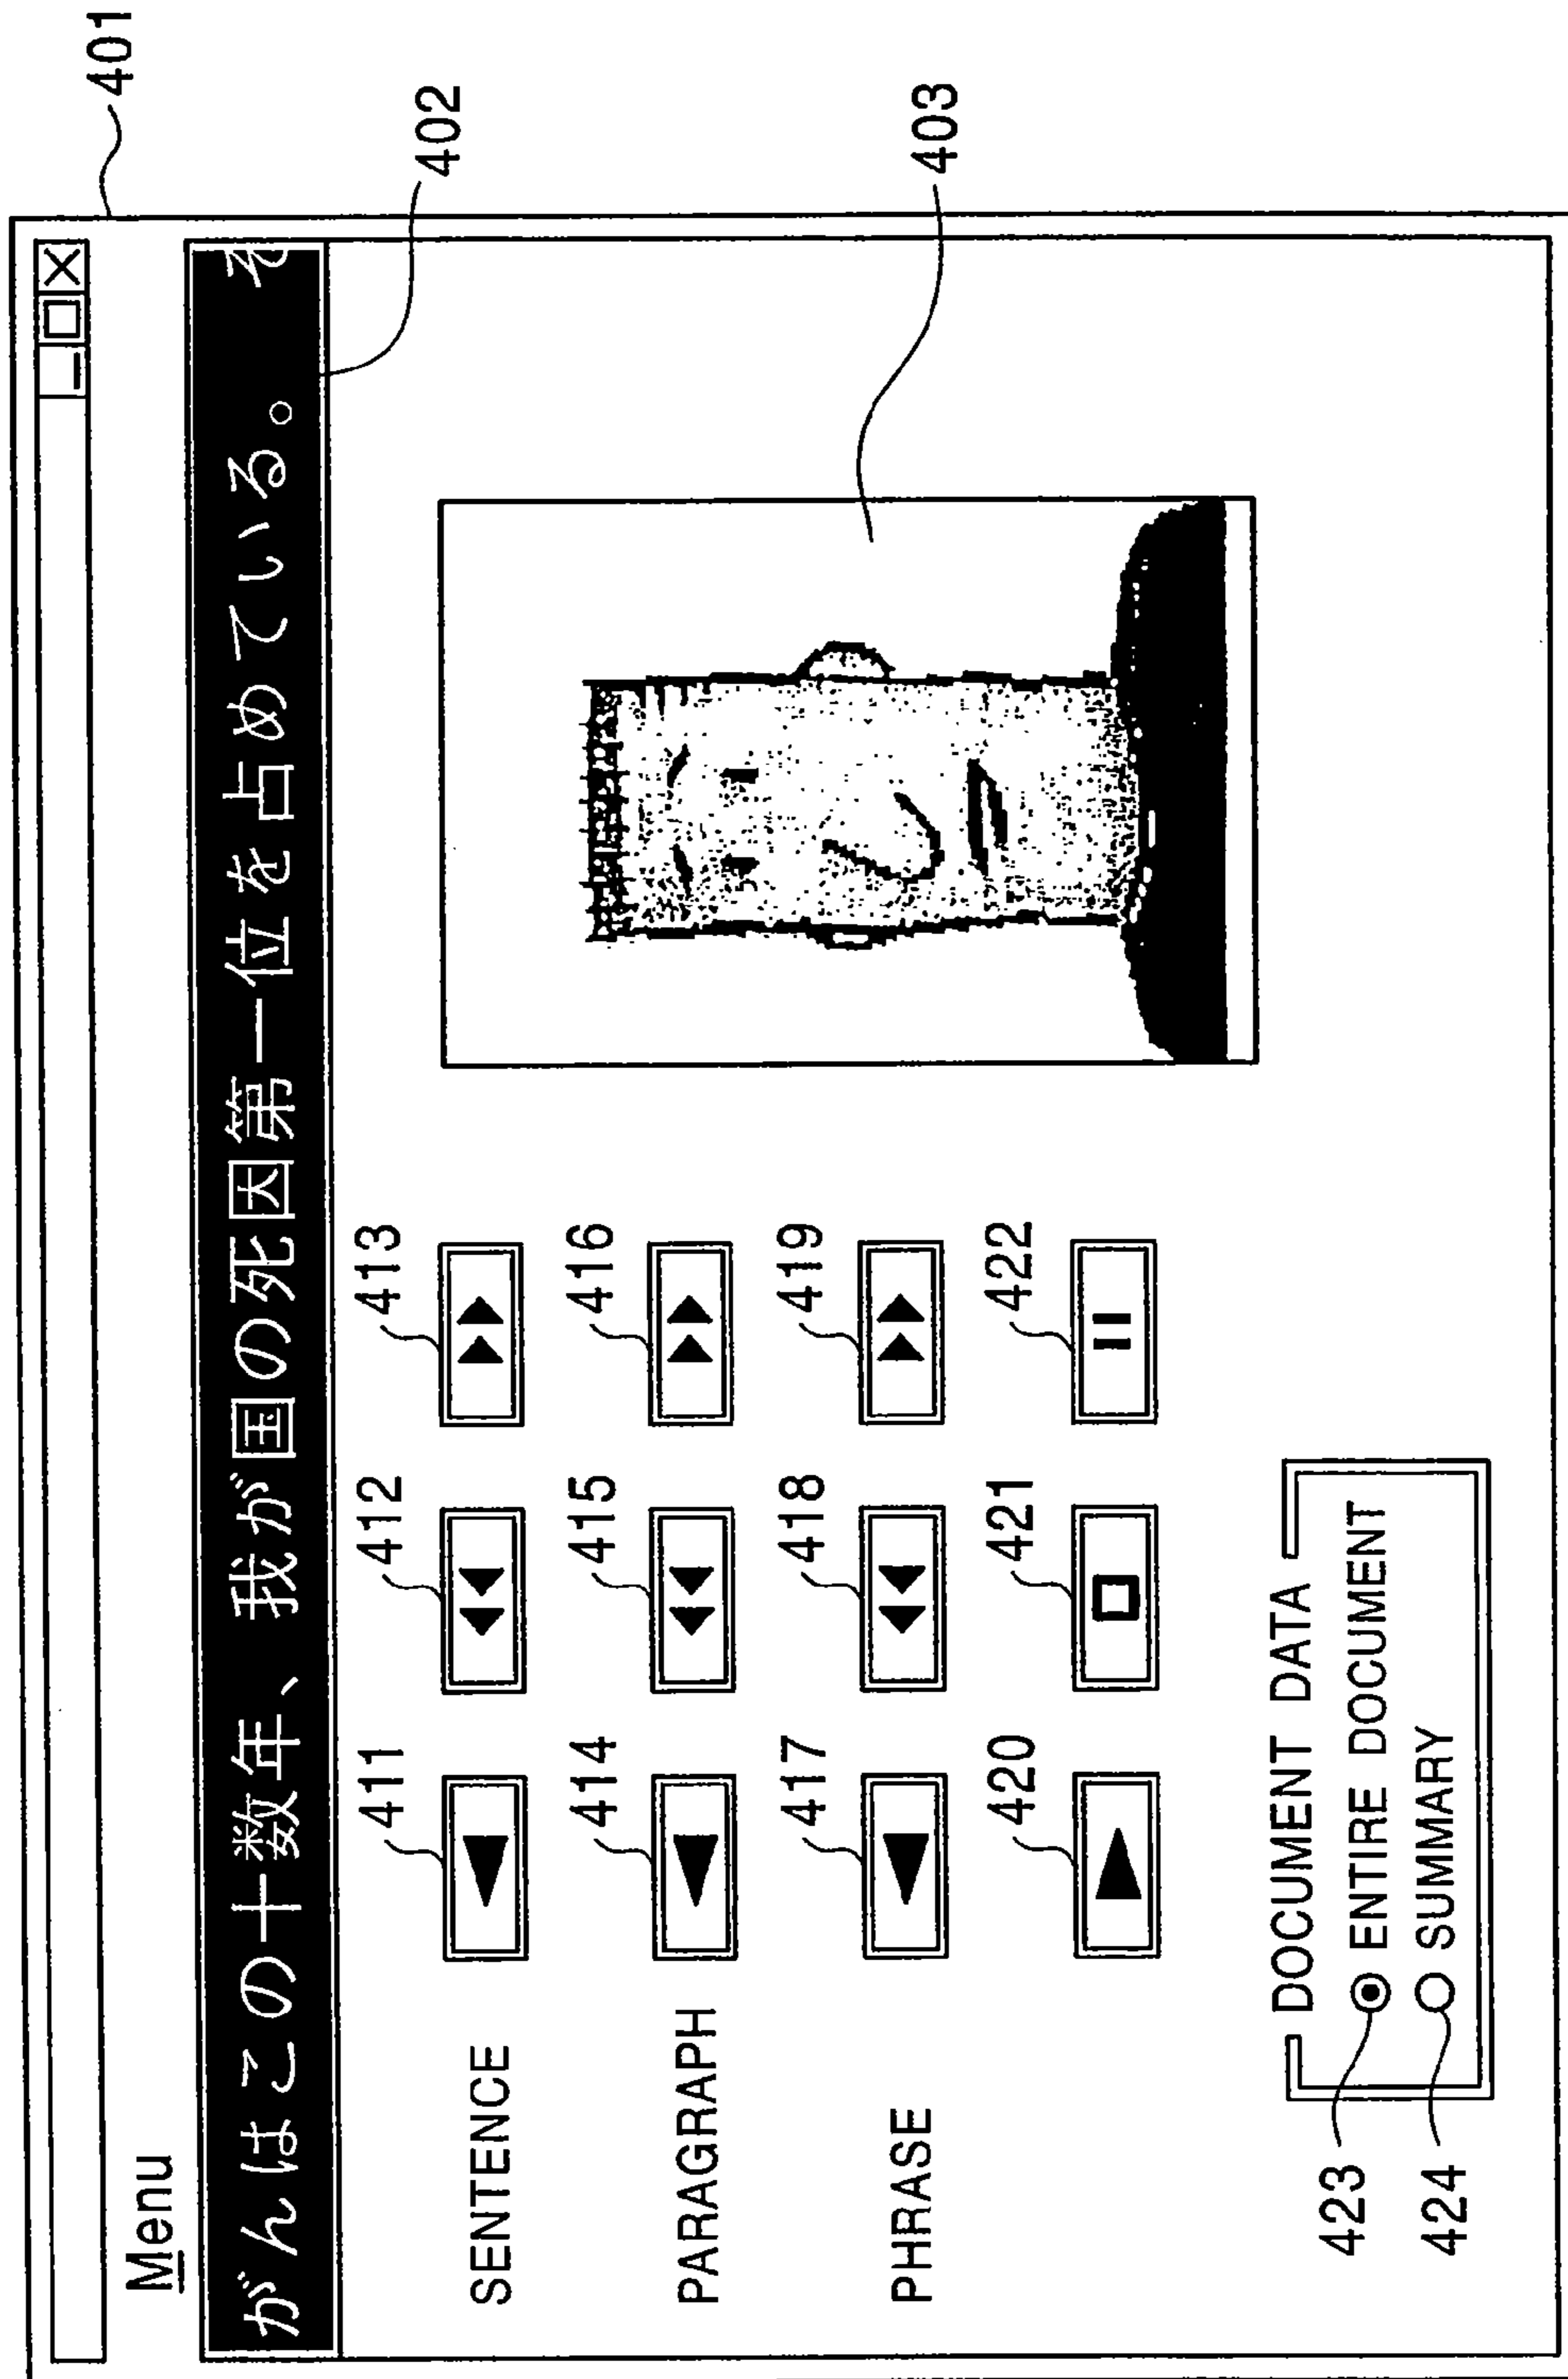 401
Menu
がんはこの十数年、我が国の死因第一位を占めている。
402
411 412 413
SENTENCE
414 415 416
PARAGRAPH
403
417 418 419
PHRASE
420 421 422
DOCUMENT DATA
423 ENTIRE DOCUMENT
424 SUMMARY